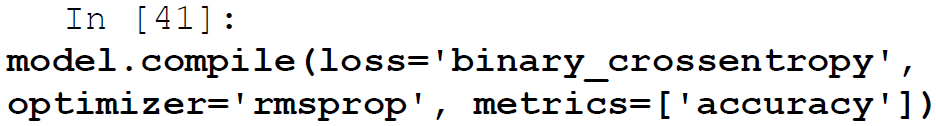 In [41]:
model.compile(loss='binary_crossentropy',
optimizer='rmsprop', metrics=['accuracy'])